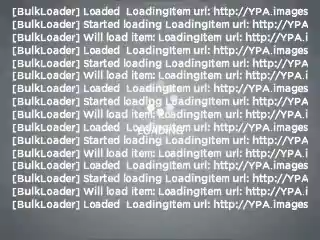 [BulkLoader] Loaded LoadingItem url: http://YPA.images
[BulkLoader] Started loading LoadingItem url: http://YPA
[BulkLoader] Will load item: LoadingItem url: http://YPA.i
[BulkLoader] Loaded LoadingItem url: http://YPA.images
[BulkLoader] Started loading LoadingItem url: http://YPA
[BulkLoader] Will load item: LoadingItem url: http://YPA.i
[BulkLoader] Loaded LoadingItem url: http://YPA.images
[BulkLoader] Started loading LoadingItem url: http://YPA
[BulkLoader] Will load item: LoadingItem url: http://YPA.i
[BulkLoader] Loaded LoadingItem url: http://YPA.images
LOADING
[BulkLoader] Started loading LoadingItem url: http://YPA
[BulkLoader] Will load item: LoadingItem url: http://YPA.i
[BulkLoader] Loaded LoadingItem url: http://YPA.images
[BulkLoader] Started loading LoadingItem url: http://YPA
[BulkLoader] Will load item: LoadingItem url: http://YPA.i
[BulkLoader] Loaded LoadingItem url: http://YPA.images